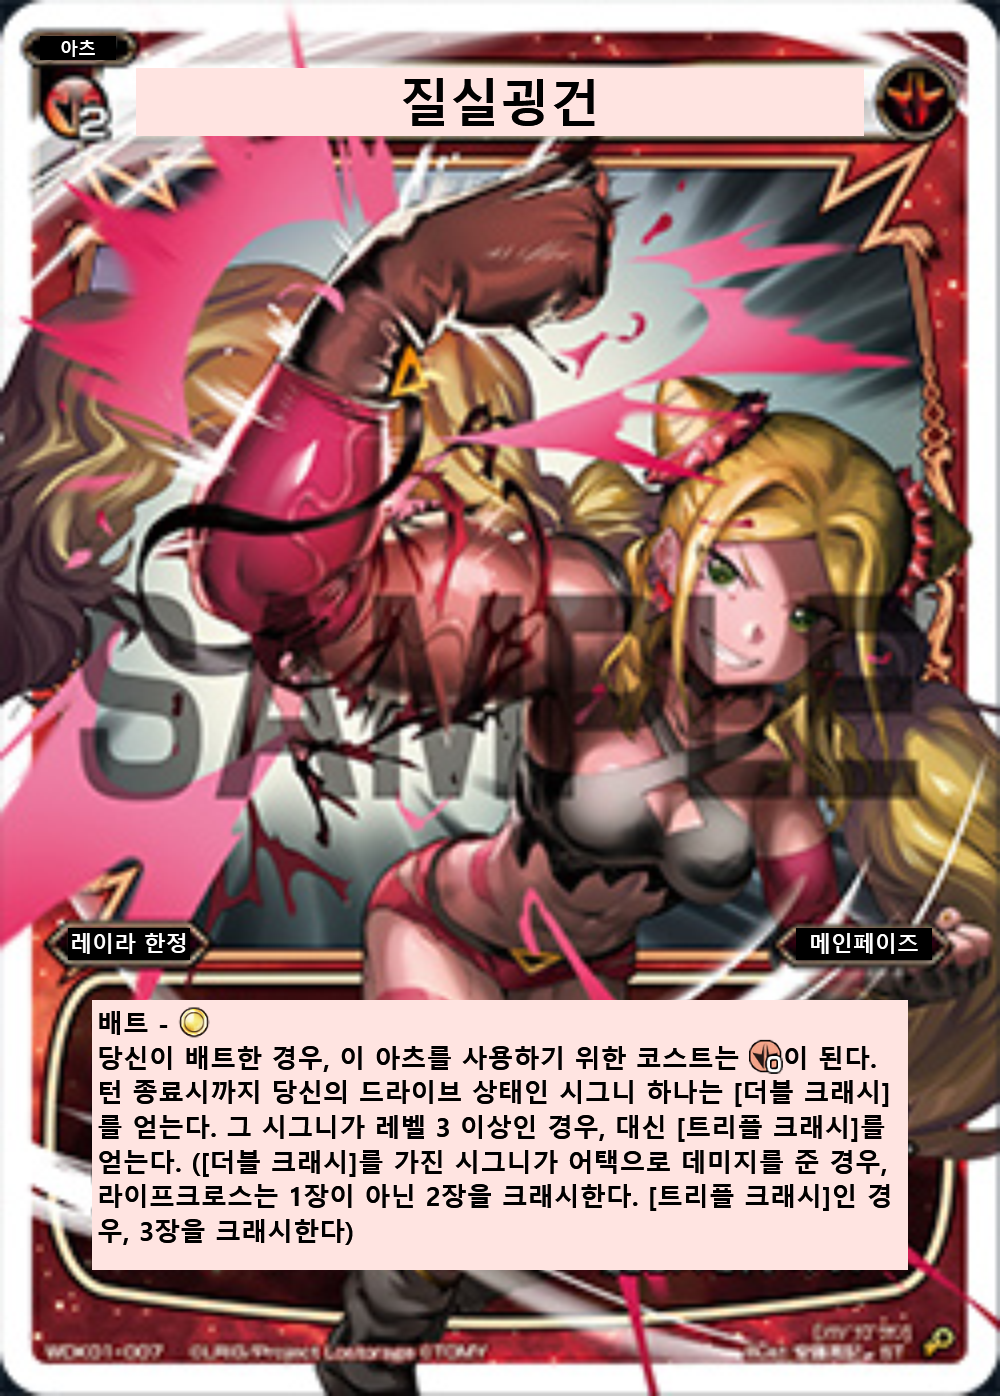 아츠
2
질실굉건
SAMPLE
레이라 한정
메인페이즈
배트 -
당신이 배트한 경우, 이 아츠를 사용하기 위한 코스트는 0이 된다.
턴 종료시까지 당신의 드라이브 상태인 시그니 하나는 [더블 크래시]
를 얻는다. 그 시그니가 레벨 3 이상인 경우, 대신 [트리플 크래시]를
얻는다. ([더블 크래시]를 가진 시그니가 어택으로 데미지를 준 경우,
라이프크로스는 1장이 아닌 2장을 크래시한다. [트리플 크래시]인 경
우, 3장을 크래시한다)
WDK01-007 ©LRIG/Project Lostorage ©TOMY